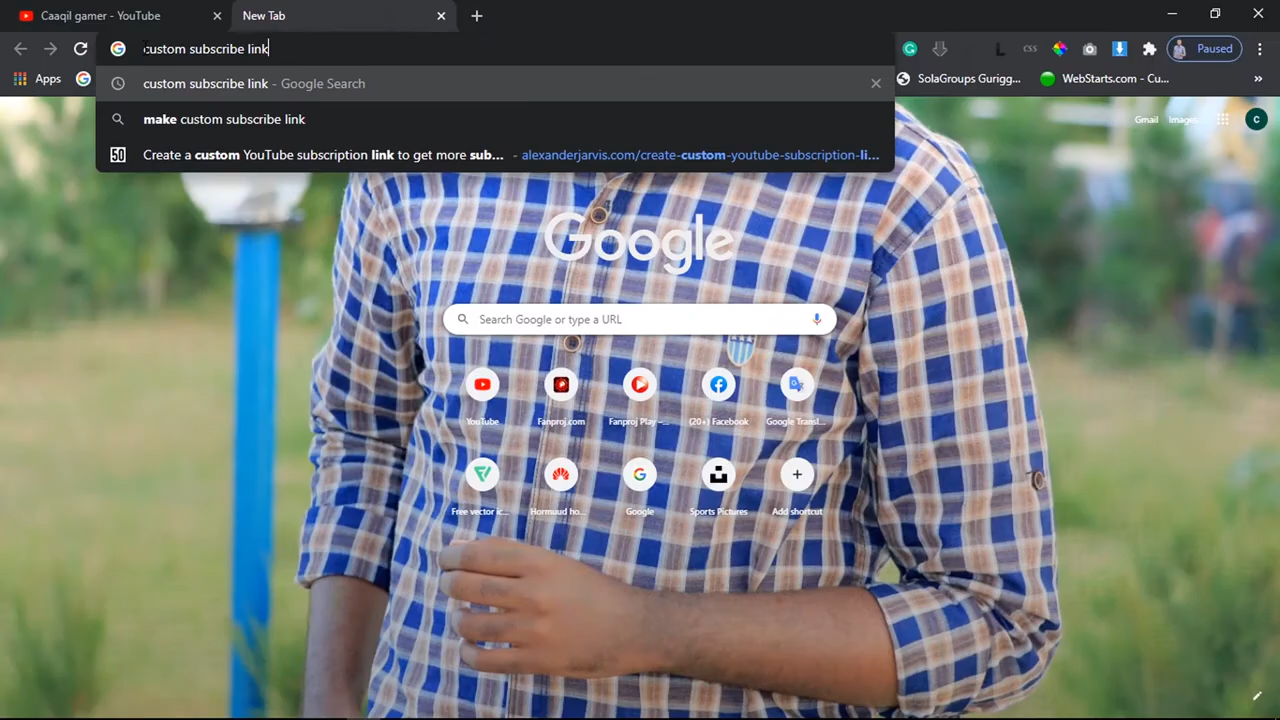 Caaqil gamer - YouTube
New Tab
custom subscribe link
CSS
Paused
Apps
SolaGroups Gurigg...
WebStarts.com - Cu...
»
custom subscribe link - Google Search
make custom subscribe link
50 Create a custom YouTube subscription link to get more sub... - alexanderjarvis.com/create-custom-youtube-subscription-li...
Gmail
Images
C
Google
Search Google or type a URL
YouTube
Fanproj.com
Fanproj Play –...
(20+) Facebook
Google Transl...
Free vector ic...
Hormuud ho...
Google
Sports Pictures
Add shortcut